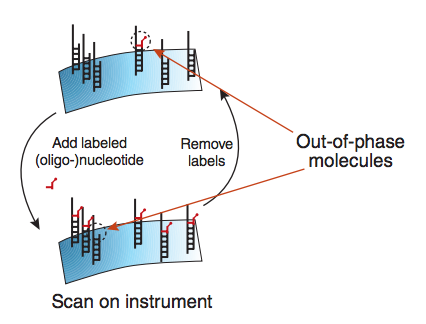 Add labeled
(oligo-)nucleotide
Remove
labels
Out-of-phase
molecules
Scan on instrument